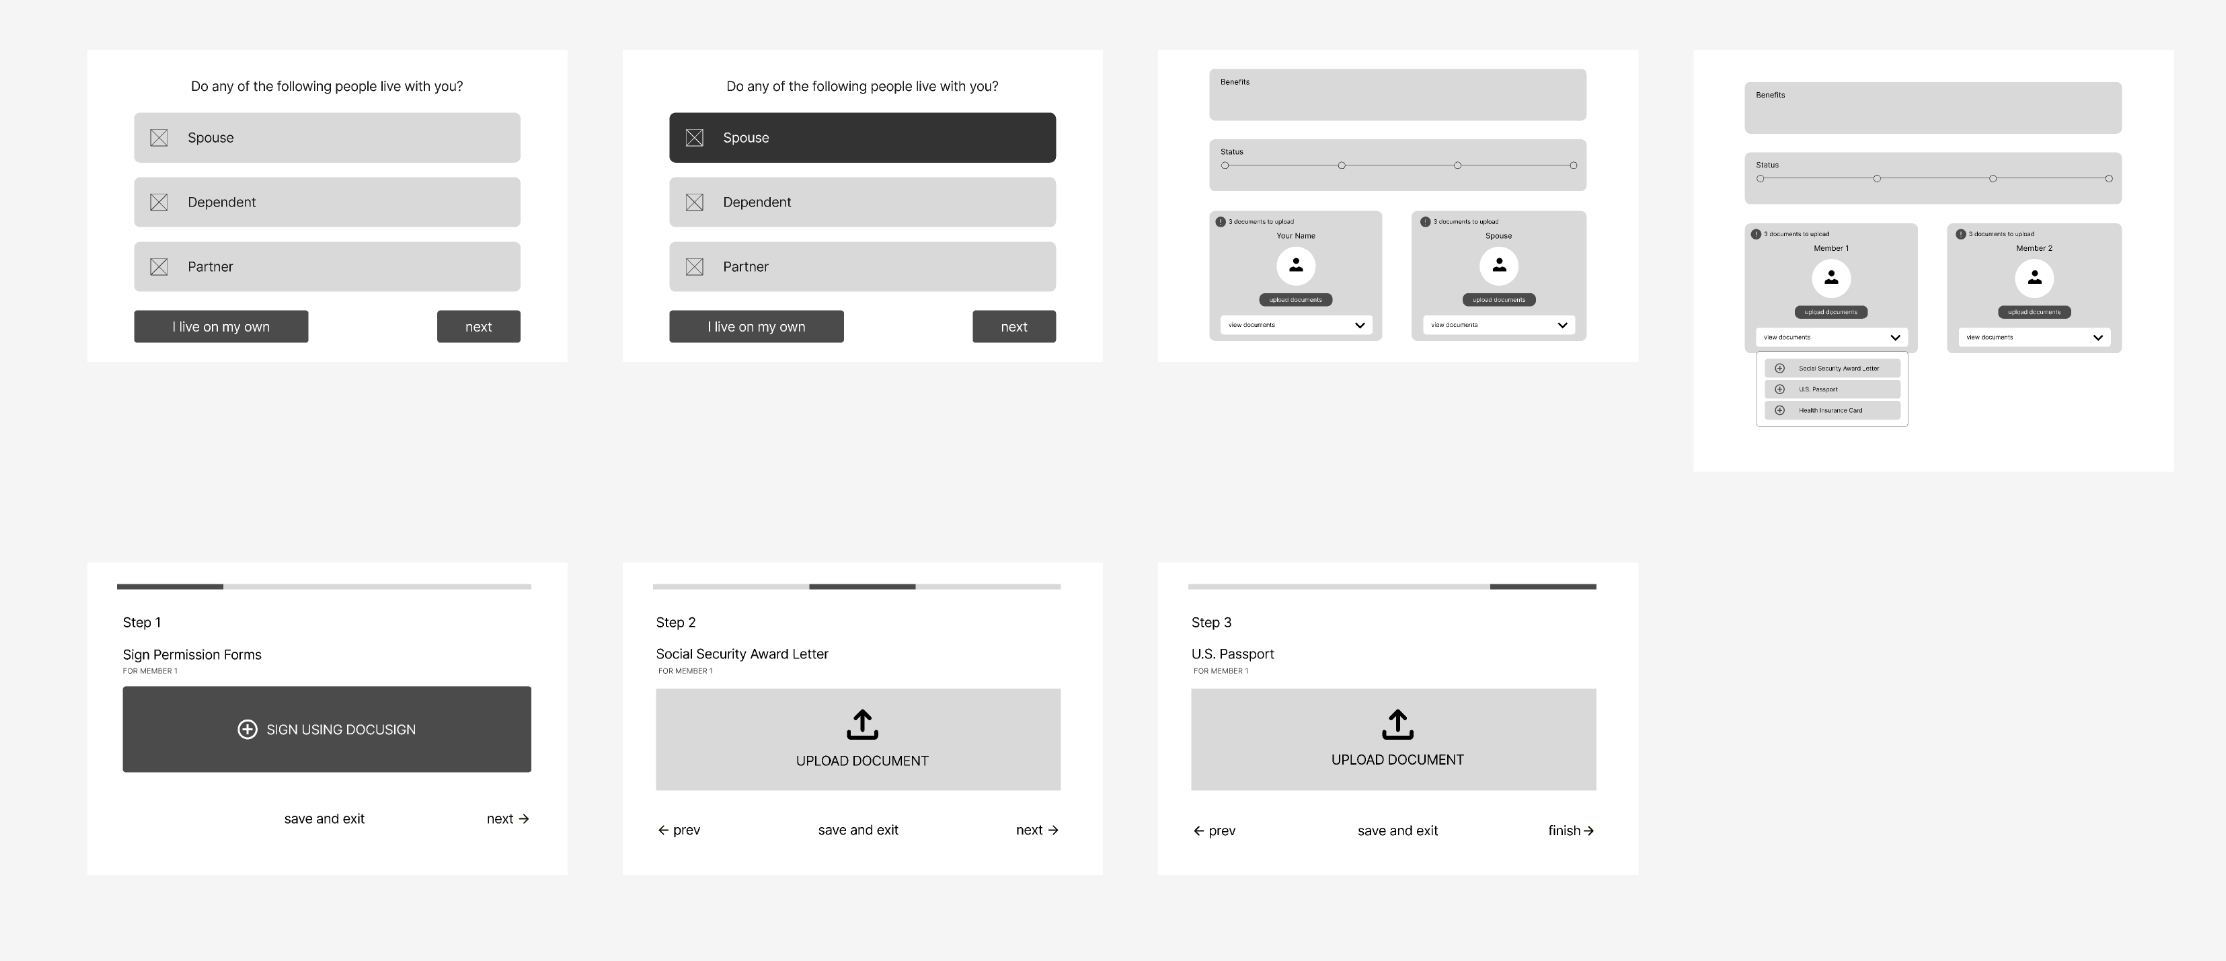 Do any of the following people live with you?
Spouse
Dependent
Partner
I live on my own
next
Do any of the following people live with you?
Spouse
Dependent
Partner
I live on my own
next
Benefits
Status
! 3 documents to upload
Your Name
upload documents
view documents
! 3 documents to upload
Spouse
upload documents
view documents
Benefits
Status
! 3 documents to upload
Member 1
upload documents
view documents
Social Security Award Letter
U.S. Passport
Health Insurance Card
! 3 documents to upload
Member 2
upload documents
view documents
Step 1
Sign Permission Forms
FOR MEMBER 1
SIGN USING DOCUSIGN
save and exit
next →
Step 2
Social Security Award Letter
FOR MEMBER 1
UPLOAD DOCUMENT
← prev
save and exit
next →
Step 3
U.S. Passport
FOR MEMBER 1
UPLOAD DOCUMENT
← prev
save and exit
finish →